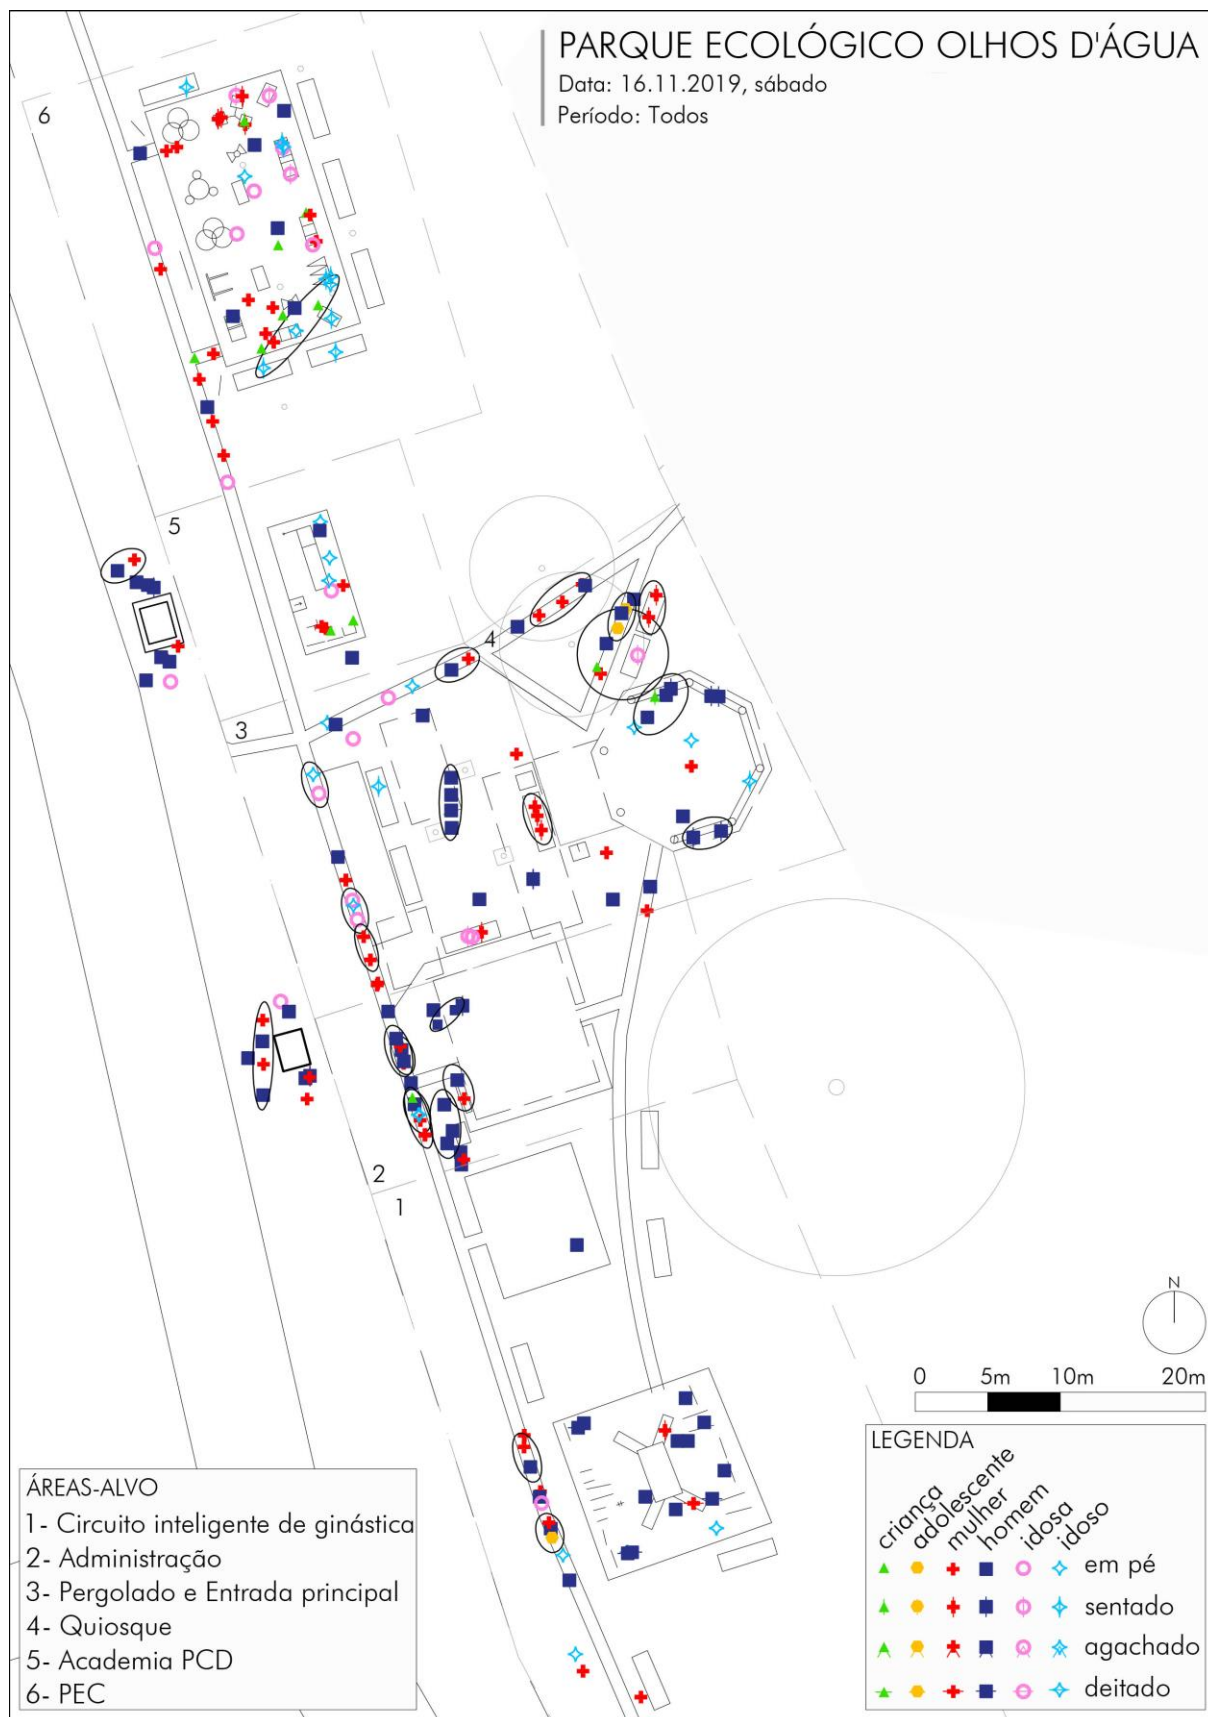 PARQUE ECOLÓGICO OLHOS D'ÁGUA
Data: 16.11.2019, sábado
Período: Todos
6
5
4
3
2
1
N
0 5m 10m 20m
LEGENDA
criança adolescente mulher homem idosa idoso
em pé
sentado
agachado
deitado
ÁREAS-ALVO
1- Circuito inteligente de ginástica
2- Administração
3- Pergolado e Entrada principal
4- Quiosque
5- Academia PCD
6- PEC